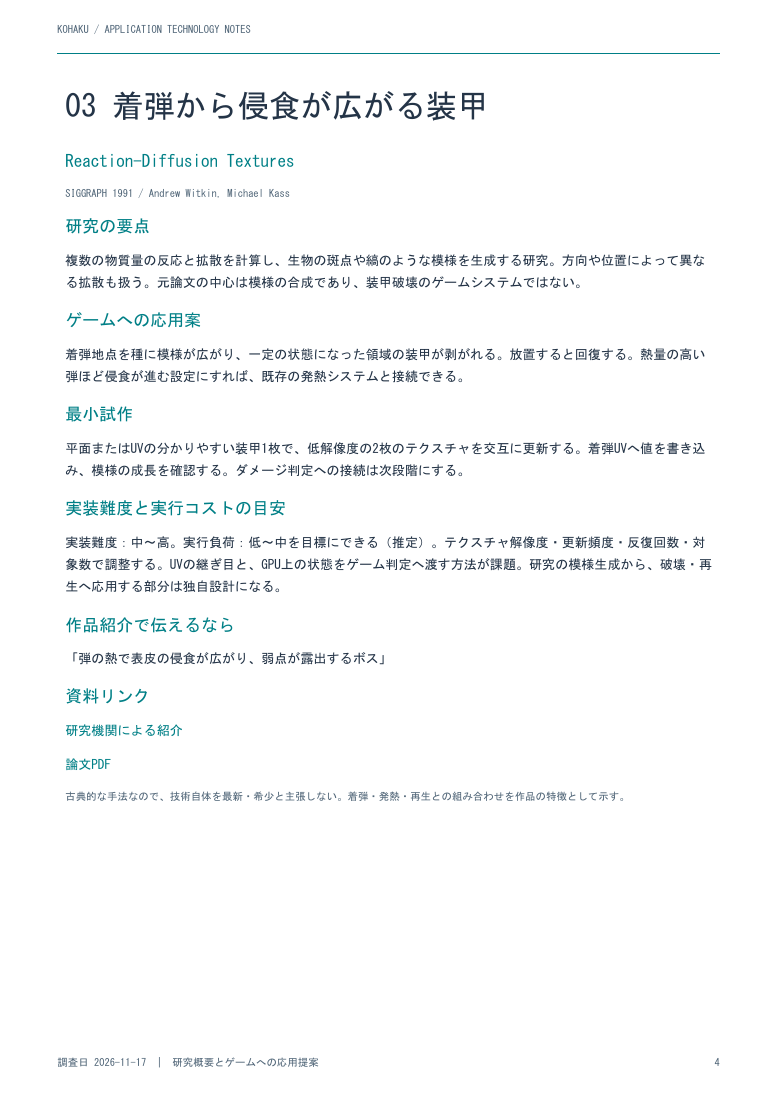 KOHAKU / APPLICATION TECHNOLOGY NOTES
03 着弾から侵食が広がる装甲
Reaction-Diffusion Textures
SIGGRAPH 1991 / Andrew Witkin, Michael Kass
研究の要点
複数の物質量の反応と拡散を計算し、生物の斑点や縞のような模様を生成する研究。方向や位置によって異な
る拡散も扱う。元論文の中心は模様の合成であり、装甲破壊のゲームシステムではない。
ゲームへの応用案
着弾地点を種に模様が広がり、一定の状態になった領域の装甲が剥がれる。放置すると回復する。熱量の高い
弾ほど侵食が進む設定にすれば、既存の発熱システムと接続できる。
最小試作
平面またはUVの分かりやすい装甲1枚で、低解像度の2枚のテクスチャを交互に更新する。着弾UVへ値を書き込
み、模様の成長を確認する。ダメージ判定への接続は次段階にする。
実装難度と実行コストの目安
実装難度：中～高。実行負荷：低～中を目標にできる（推定）。テクスチャ解像度・更新頻度・反復回数・対
象数で調整する。UVの継ぎ目と、GPU上の状態をゲーム判定へ渡す方法が課題。研究の模様生成から、破壊・再
生へ応用する部分は独自設計になる。
作品紹介で伝えるなら
「弾の熱で表皮の侵食が広がり、弱点が露出するボス」
資料リンク
研究機関による紹介
論文PDF
古典的な手法なので、技術自体を最新・希少と主張しない。着弾・発熱・再生との組み合わせを作品の特徴として示す。
調査日 2026-11-17 | 研究概要とゲームへの応用提案
4